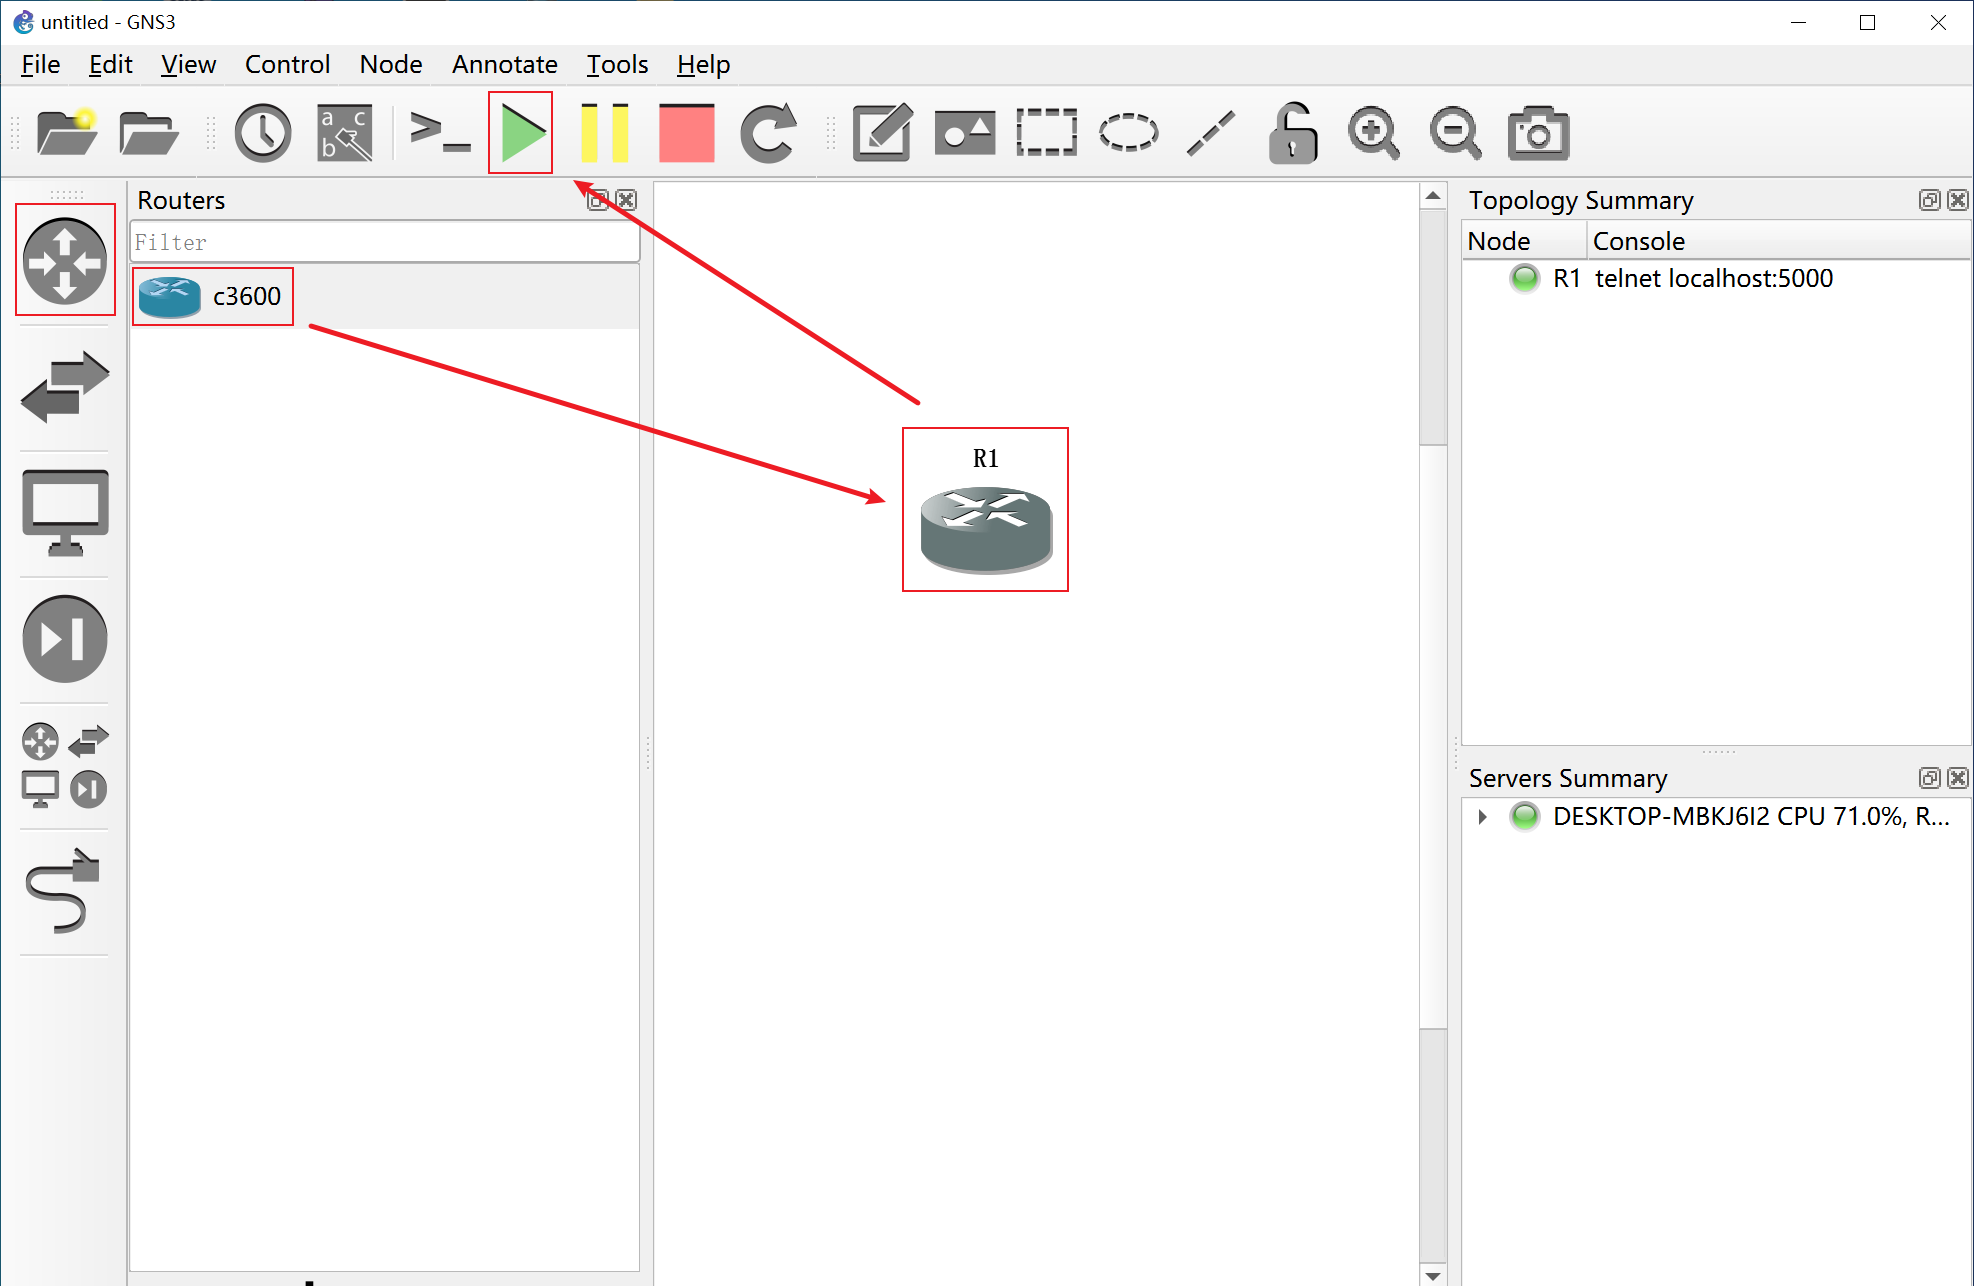 untitled - GNS3
File Edit View Control Node Annotate Tools Help
a c
b
>_
Routers
Filter
c3600
R1
Topology Summary
Node Console
R1 telnet localhost:5000
Servers Summary
DESKTOP-MBKJ6I2 CPU 71.0%, R...